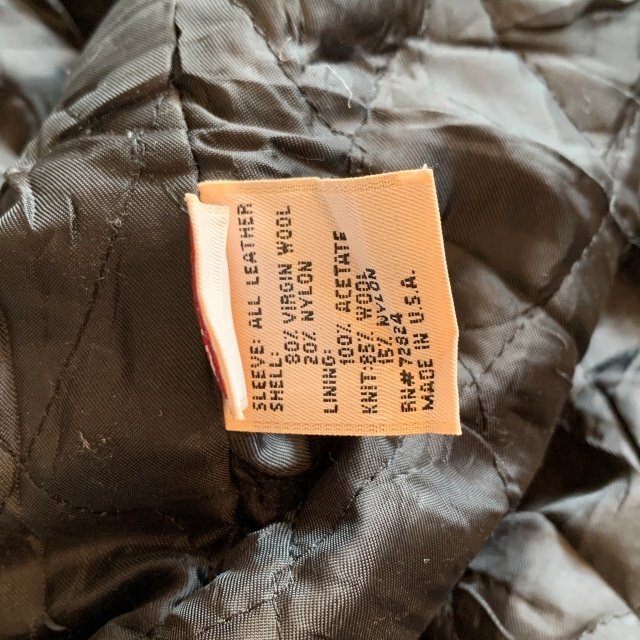 SLEEVE: ALL LEATHER
SHELL:
80% VIRGIN WOOL
20% NYLON
LINING:
100% ACETATE
KNIT: 85% WOOL
15% NYLON
RN# 72824
MADE IN U.S.A.